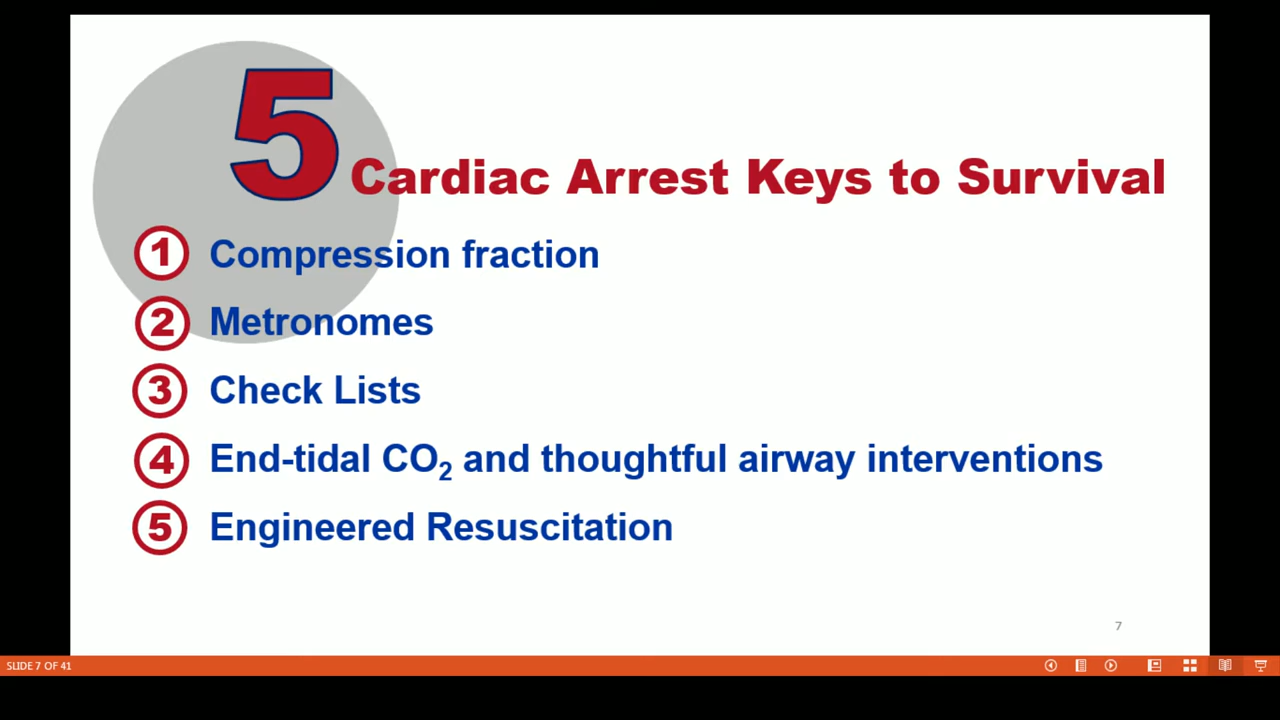 5 Cardiac Arrest Keys to Survival
1 Compression fraction
2 Metronomes
3 Check Lists
4 End-tidal CO₂ and thoughtful airway interventions
5 Engineered Resuscitation
7
SLIDE 7 OF 41